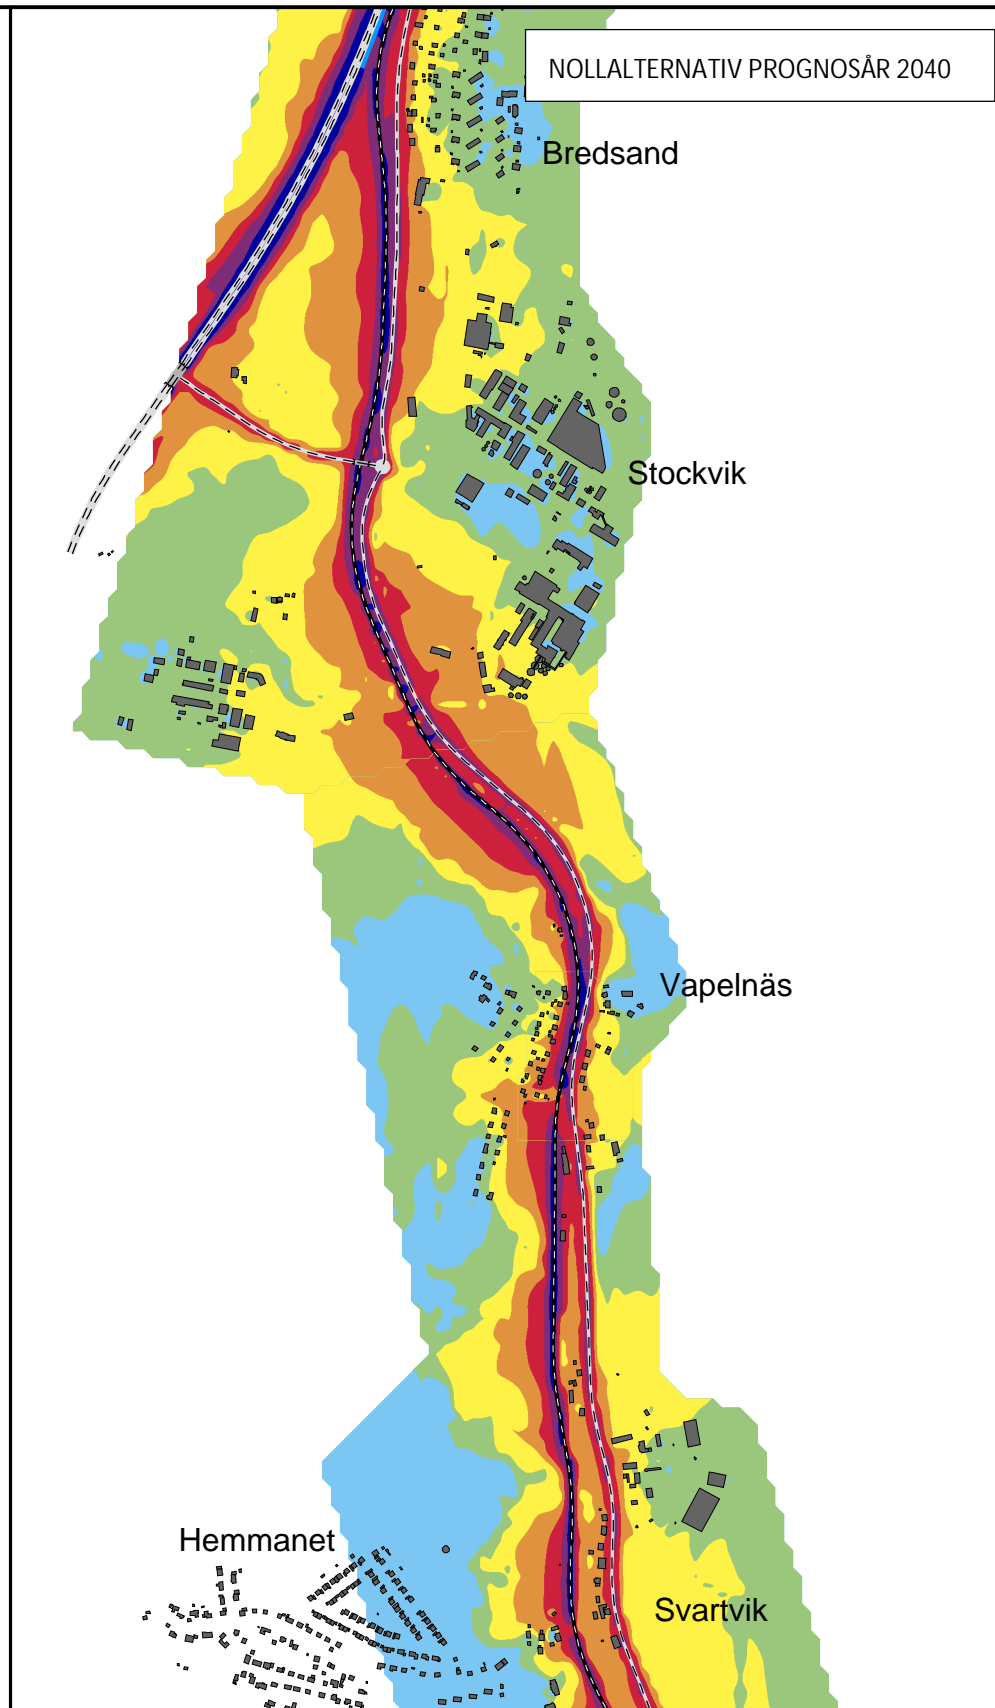 NOLLALTERNATIV PROGNOSÅR 2040
Bredsand
Stockvik
Vapelnäs
Hemmanet
Svartvik